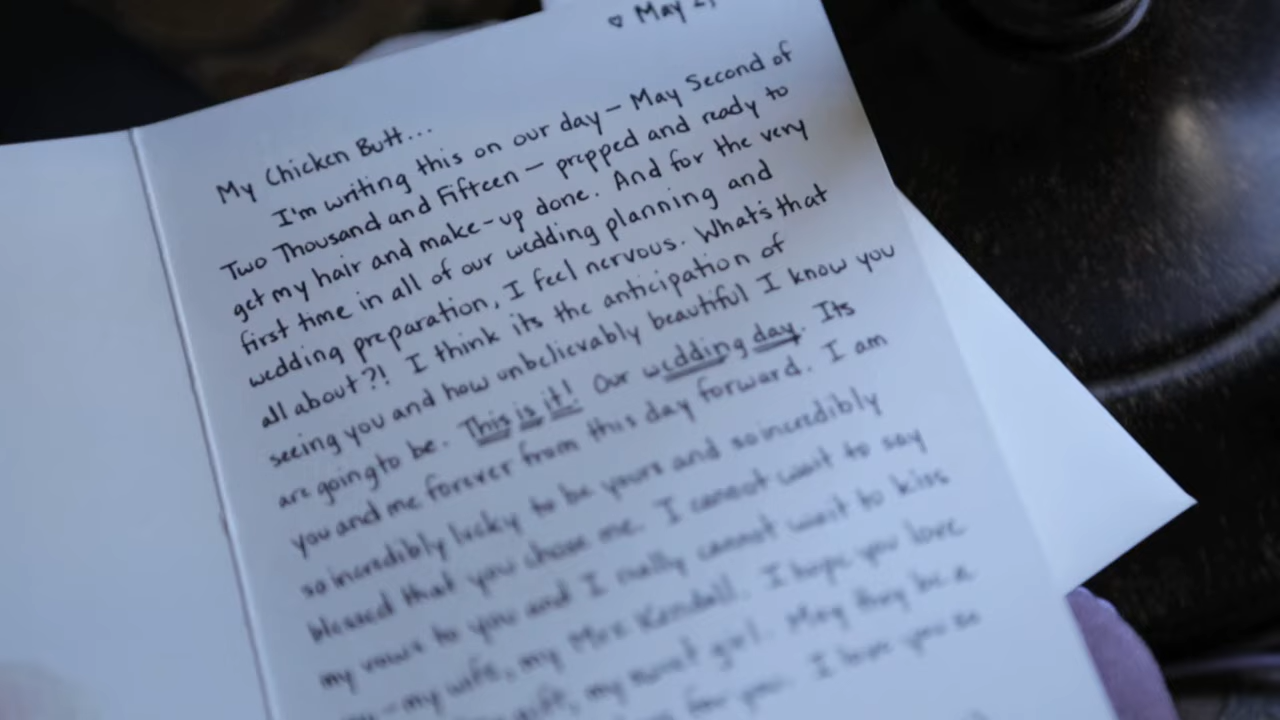 ♡ May 2,
My Chicken Butt...
I'm writing this on our day - May Second of
Two Thousand and Fifteen - prepped and ready to
get my hair and make-up done. And for the very
first time in all of our wedding planning and
wedding preparation, I feel nervous. What's that
all about?! I think its the anticipation of
seeing you and how unbelievably beautiful I know you
are going to be. This is it! Our wedding day. Its
you and me forever from this day forward. I am
so incredibly lucky to be yours and so incredibly
blessed that you chose me. I cannot wait to say
my vows to you and I really cannot wait to kiss
you - my wife, my Mrs. Kendall. I hope you love
gift, my sweet girl. May they be a
for you. I love you so